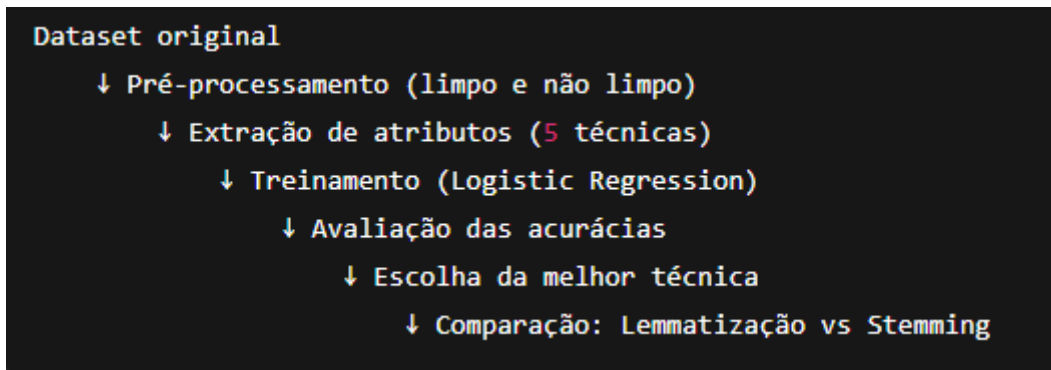 Dataset original
↓ Pré-processamento (limpo e não limpo)
↓ Extração de atributos (5 técnicas)
↓ Treinamento (Logistic Regression)
↓ Avaliação das acurácias
↓ Escolha da melhor técnica
↓ Comparação: Lemmatização vs Stemming